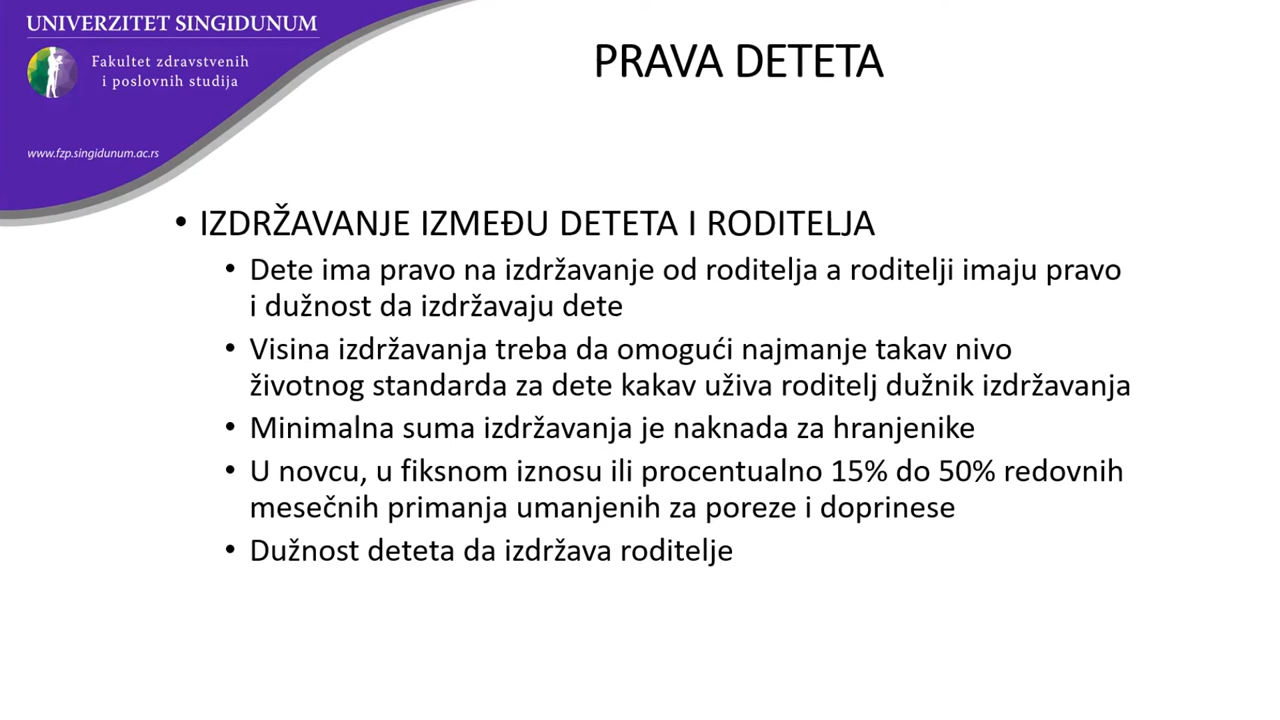 UNIVERZITET SINGIDUNUM
Fakultet zdravstvenih
i poslovnih studija
www.fzp.singidunum.ac.rs
PRAVA DETETA
• IZDRŽAVANJE IZMEĐU DETETA I RODITELJA
• Dete ima pravo na izdržavanje od roditelja a roditelji imaju pravo
i dužnost da izdržavaju dete
• Visina izdržavanja treba da omogući najmanje takav nivo
životnog standarda za dete kakav uživa roditelj dužnik izdržavanja
• Minimalna suma izdržavanja je naknada za hranjenike
• U novcu, u fiksnom iznosu ili procentualno 15% do 50% redovnih
mesečnih primanja umanjenih za poreze i doprinese
• Dužnost deteta da izdržava roditelje